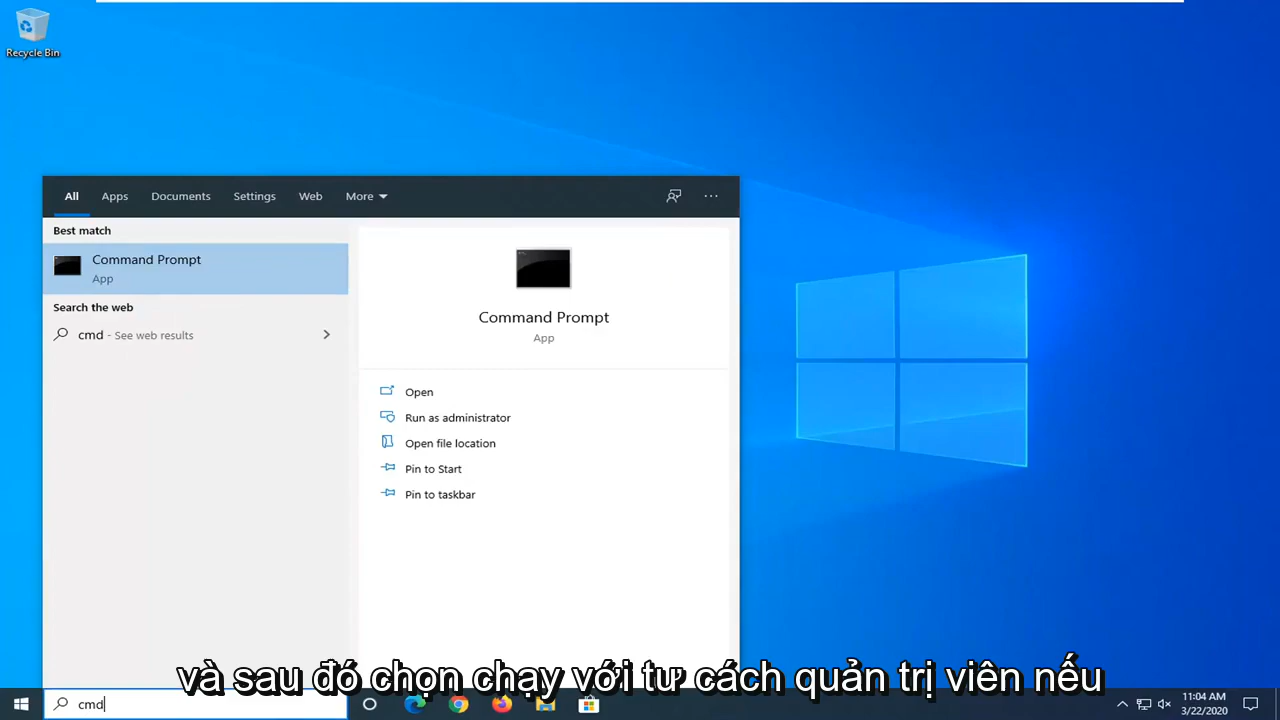 Recycle Bin
All Apps Documents Settings Web More
Best match
Command Prompt
App
Search the web
cmd - See web results
Command Prompt
App
Open
Run as administrator
Open file location
Pin to Start
Pin to taskbar
và sau đó chọn chạy với tư cách quản trị viên nếu
cmd
11:04 AM
3/22/2020